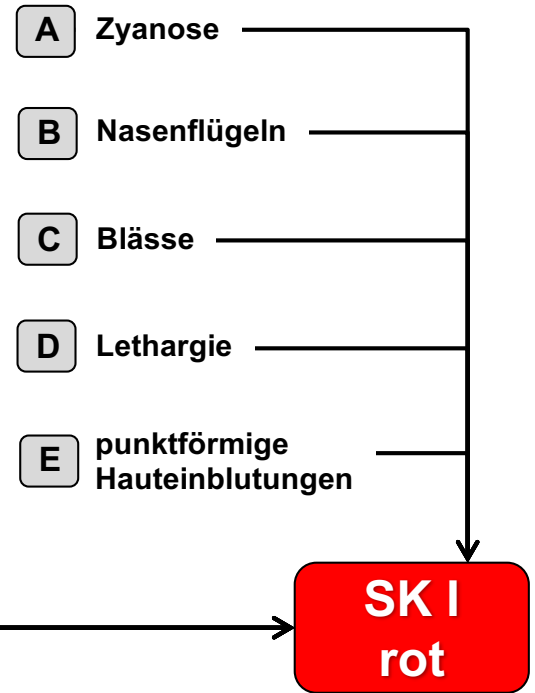 A Zyanose
B Nasenflügeln
C Blässe
D Lethargie
E punktförmige
Hauteinblutungen
SK I
rot